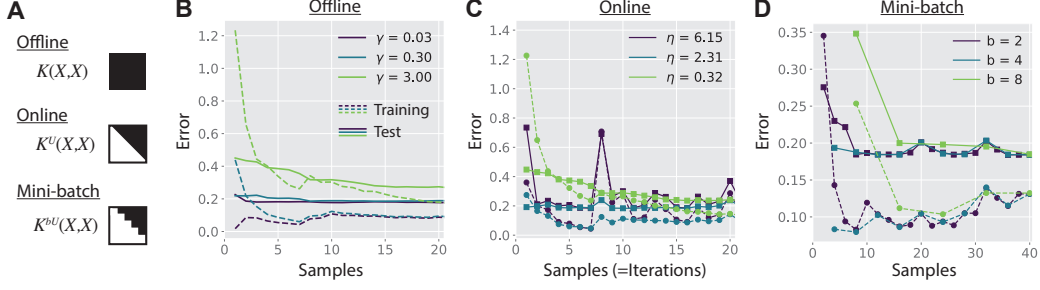 A
Offline
K(X,X)
Online
K^U(X,X)
Mini-batch
K^{bU}(X,X)
B
Offline
Error
1.2
1.0
0.8
0.6
0.4
0.2
0.0
γ = 0.03
γ = 0.30
γ = 3.00
Training
Test
0
5
10
15
20
Samples
C
Online
Error
1.4
1.2
1.0
0.8
0.6
0.4
0.2
0.0
η = 6.15
η = 2.31
η = 0.32
0
5
10
15
20
Samples (=Iterations)
D
Mini-batch
Error
0.35
0.30
0.25
0.20
0.15
0.10
b = 2
b = 4
b = 8
0
10
20
30
40
Samples